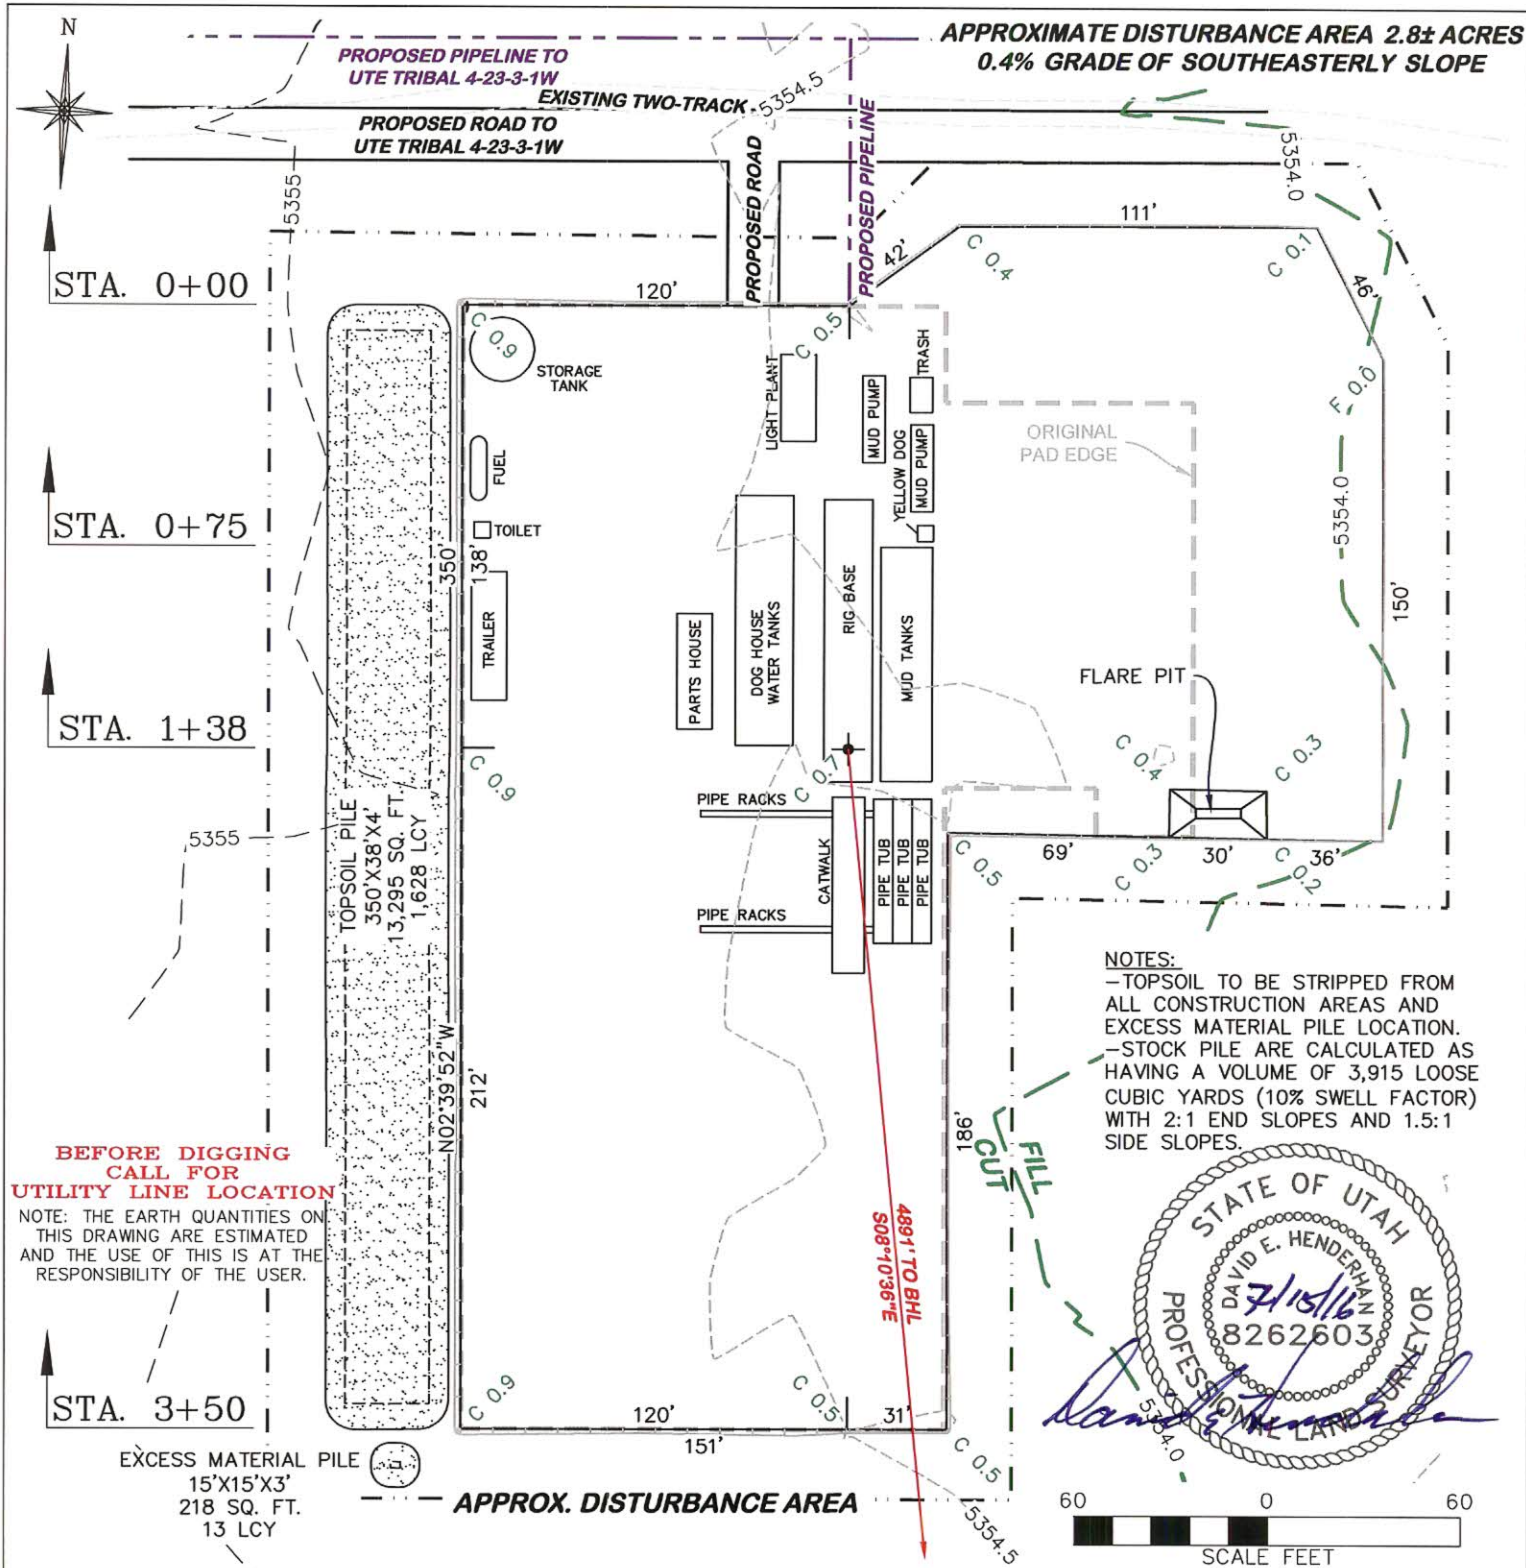 N
APPROXIMATE DISTURBANCE AREA 2.8± ACRES
0.4% GRADE OF SOUTHEASTERLY SLOPE
PROPOSED PIPELINE TO
UTE TRIBAL 4-23-3-1W
EXISTING TWO-TRACK
5354.5
PROPOSED ROAD TO
UTE TRIBAL 4-23-3-1W
PROPOSED ROAD
PROPOSED PIPELINE
5354.0
5355
111'
42'
C 0.4
C 0.1
46'
STA. 0+00
120'
C 0.9
C 0.5
STORAGE
TANK
LIGHT PLANT
MUD PUMP
TRASH
F 0.0
ORIGINAL
PAD EDGE
YELLOW DOG
MUD PUMP
FUEL
5354.0
STA. 0+75
TOILET
350'
138'
TRAILER
PARTS HOUSE
DOG HOUSE
WATER TANKS
RIG BASE
MUD TANKS
150'
FLARE PIT
STA. 1+38
C 0.9
C 0.7
C 0.4
C 0.3
TOPSOIL PILE
350'X38'X4'
13,295 SQ. FT.
1,628 LCY
5355
PIPE RACKS
CATWALK
PIPE TUB
PIPE TUB
PIPE TUB
69'
30'
36'
C 0.5
C 0.3
C 0.2
PIPE RACKS
NOTES:
-TOPSOIL TO BE STRIPPED FROM
ALL CONSTRUCTION AREAS AND
EXCESS MATERIAL PILE LOCATION.
-STOCK PILE ARE CALCULATED AS
HAVING A VOLUME OF 3,915 LOOSE
CUBIC YARDS (10% SWELL FACTOR)
WITH 2:1 END SLOPES AND 1.5:1
SIDE SLOPES.
N02°39'52"W
212'
186'
FILL
CUT
BEFORE DIGGING
CALL FOR
UTILITY LINE LOCATION
NOTE: THE EARTH QUANTITIES ON
THIS DRAWING ARE ESTIMATED
AND THE USE OF THIS IS AT THE
RESPONSIBILITY OF THE USER.
4891' TO BHL
S08°10'36"E
STATE OF UTAH
DAVID E. HENDERHAN
7/15/16
8262603
PROFESSIONAL LAND SURVEYOR
5354.0
STA. 3+50
C 0.9
C 0.5
120'
31'
151'
C 0.5
EXCESS MATERIAL PILE
15'X15'X3'
218 SQ. FT.
13 LCY
APPROX. DISTURBANCE AREA
5354.5
60 0 60
SCALE FEET